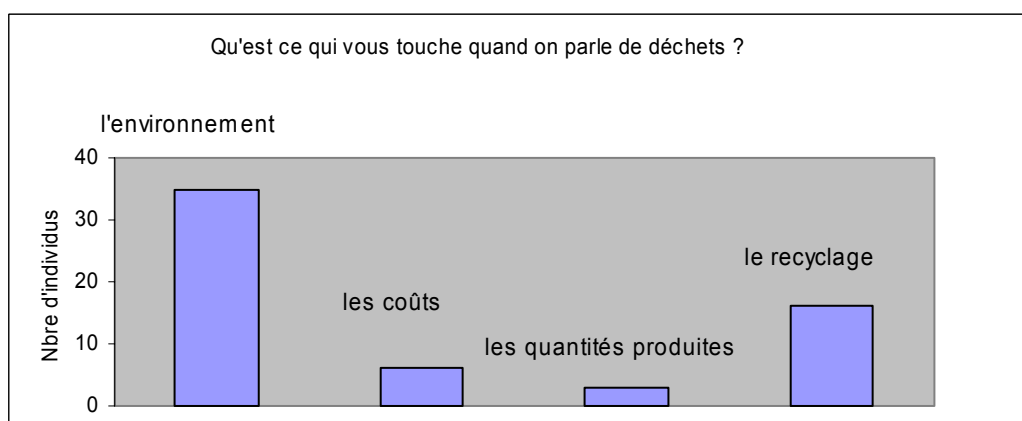 Qu'est ce qui vous touche quand on parle de déchets ?
l'environnement
40
30
20
10
0
Nbre d'individus
les coûts
les quantités produites
le recyclage